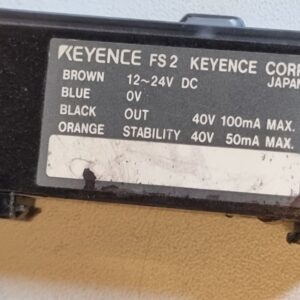 KEYENCE FS2 KEYENCE CORP
JAPAN
BROWN 12~24V DC
BLUE 0V
BLACK OUT 40V 100mA MAX.
ORANGE STABILITY 40V 50mA MAX.